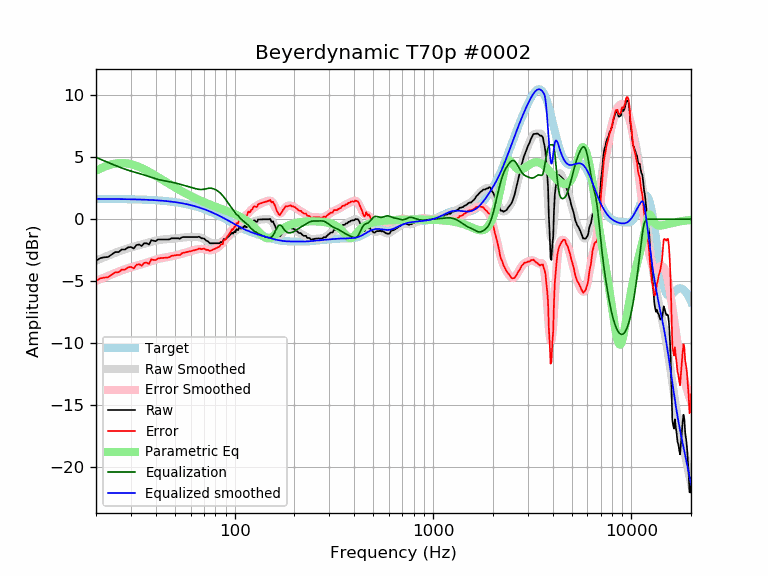 Beyerdynamic T70p #0002
Amplitude (dBr)
10
5
0
−5
−10
−15
−20
Target
Raw Smoothed
Error Smoothed
Raw
Error
Parametric Eq
Equalization
Equalized smoothed
100
1000
10000
Frequency (Hz)